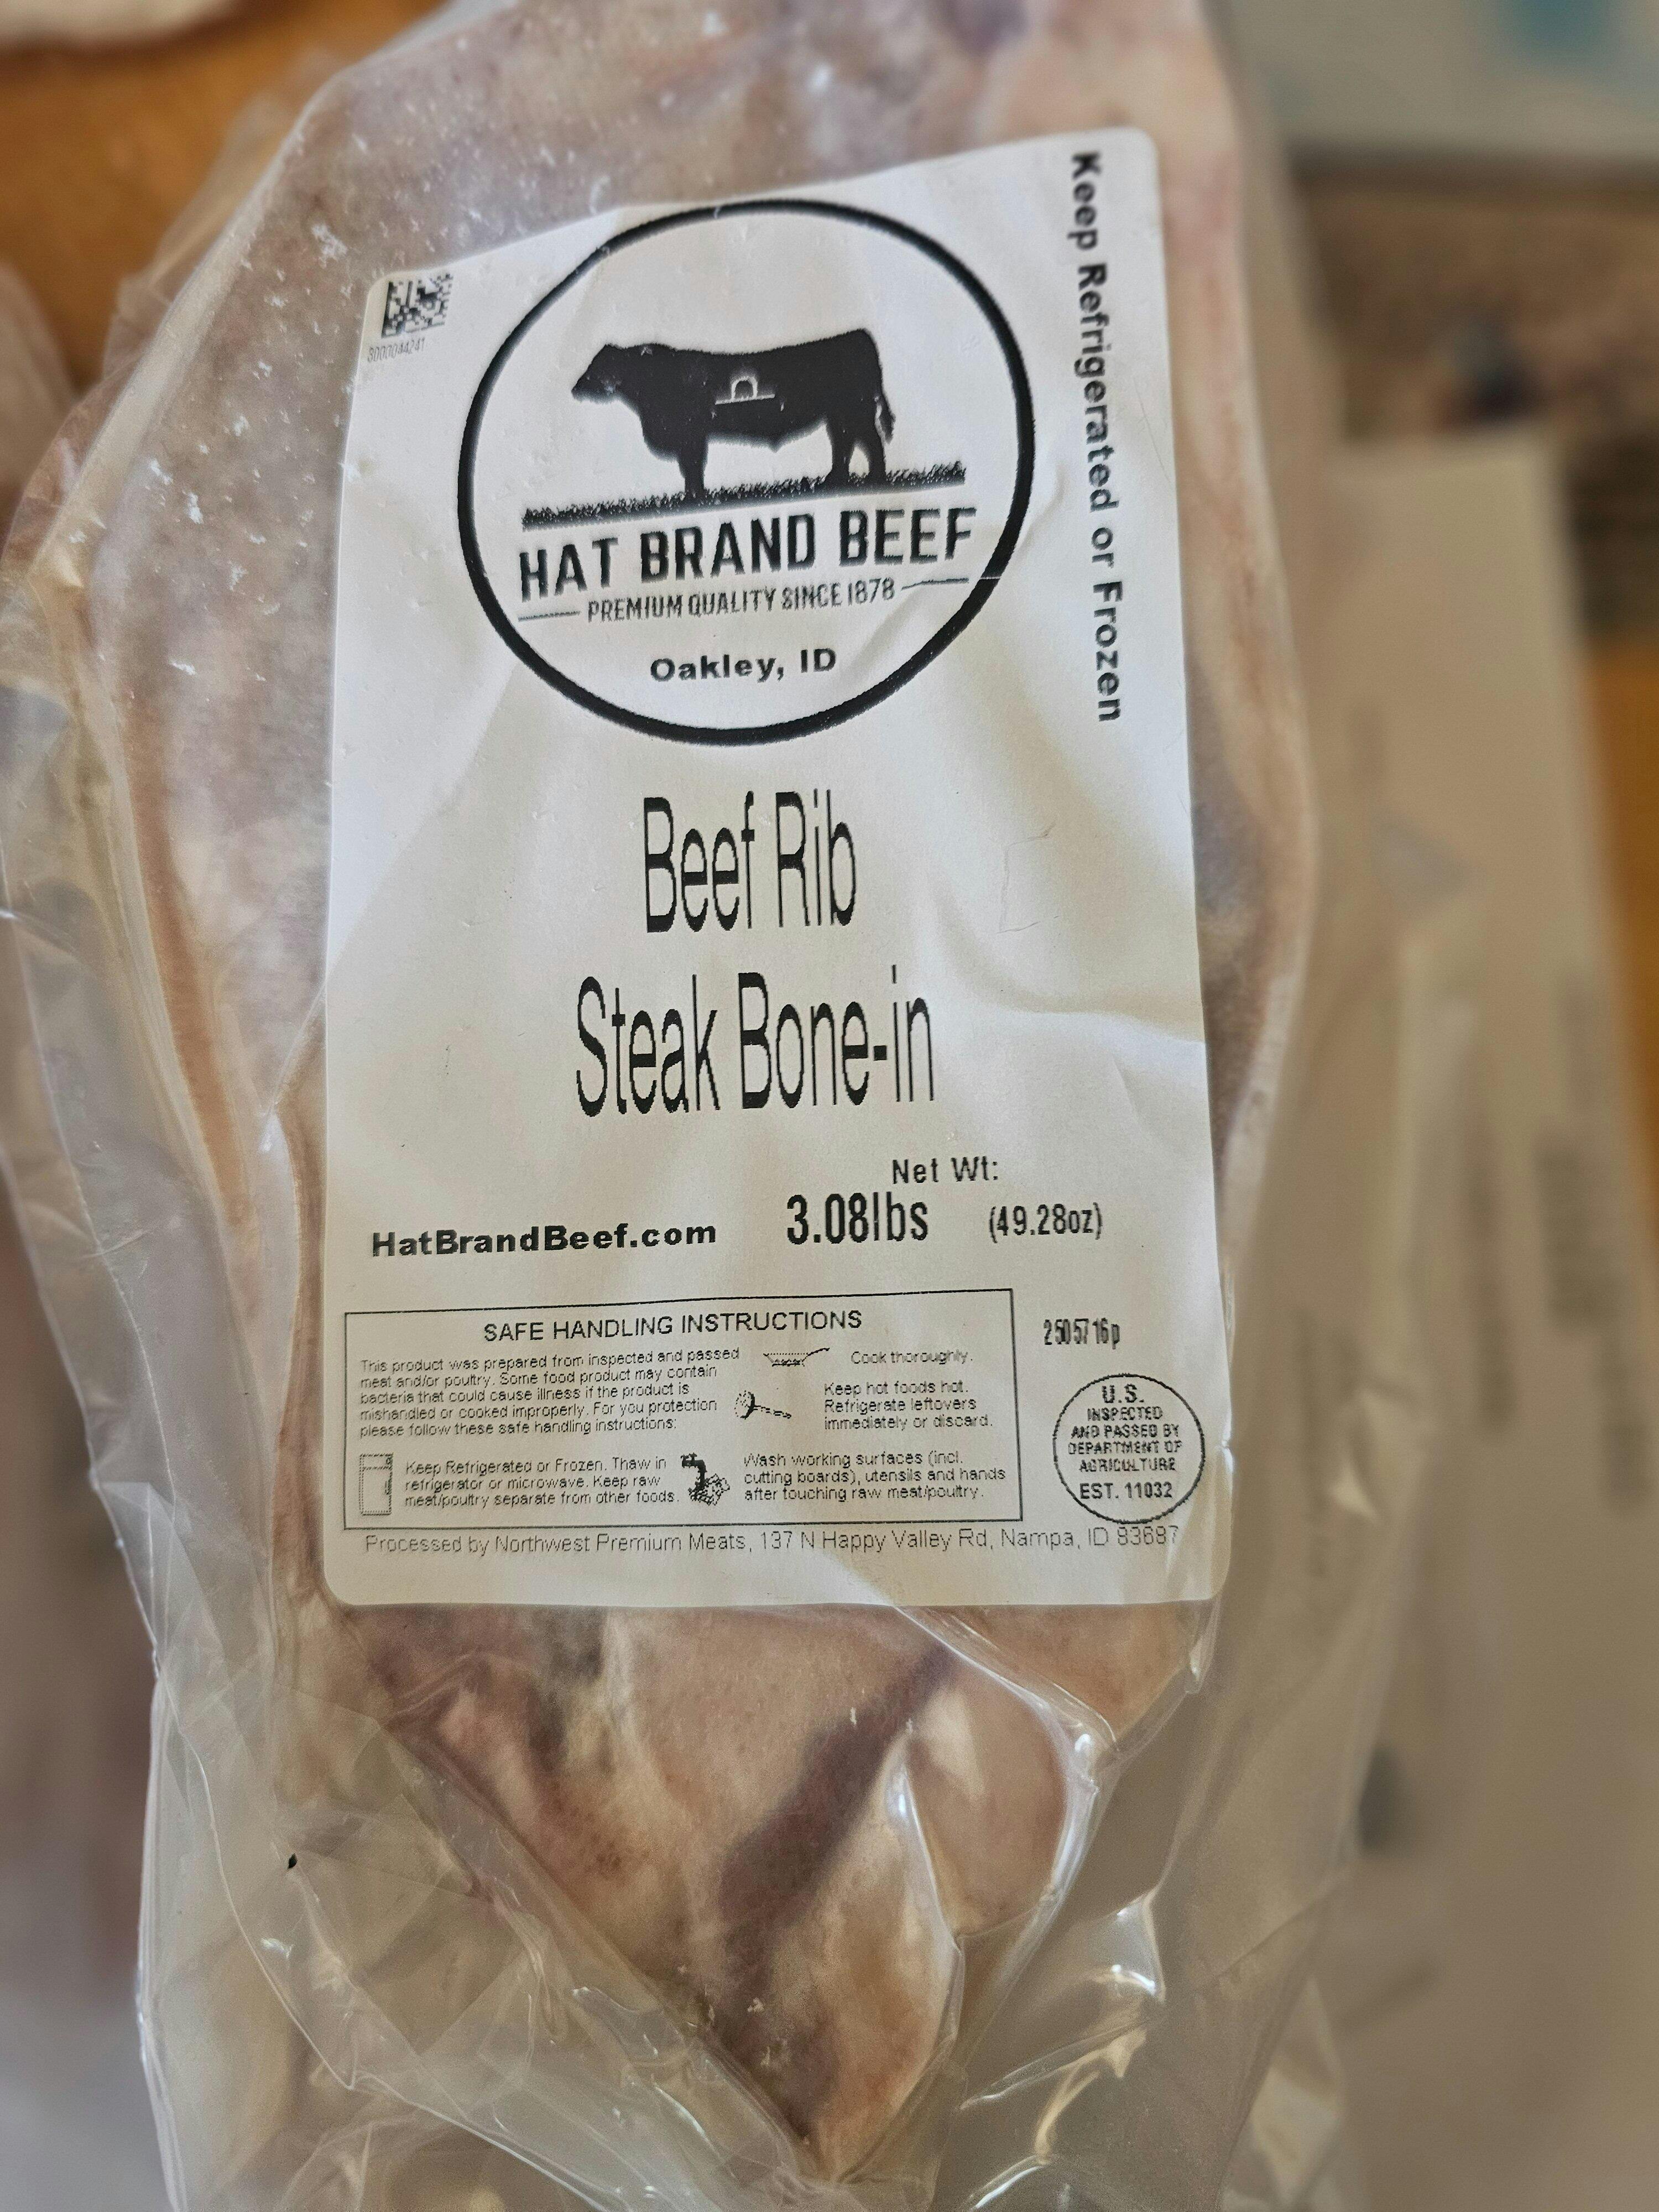 Keep Refrigerated or Frozen
8000044241
HAT BRAND BEEF
PREMIUM QUALITY SINCE 1878
Oakley, ID
Beef Rib
Steak Bone-in
Net Wt:
HatBrandBeef.com 3.08lbs (49.28oz)
SAFE HANDLING INSTRUCTIONS
This product was prepared from inspected and passed
meat and/or poultry. Some food product may contain
bacteria that could cause illness if the product is
mishandled or cooked improperly. For you protection
please follow these safe handling instructions:
Cook thoroughly.
Keep hot foods hot.
Refrigerate leftovers
immediately or discard.
Keep Refrigerated or Frozen. Thaw in
refrigerator or microwave. Keep raw
meat/poultry separate from other foods.
Wash working surfaces (incl.
cutting boards), utensils and hands
after touching raw meat/poultry.
2505716p
U.S.
INSPECTED
AND PASSED BY
DEPARTMENT OF
AGRICULTURE
EST. 11032
Processed by Northwest Premium Meats, 137 N Happy Valley Rd, Nampa, ID 83687